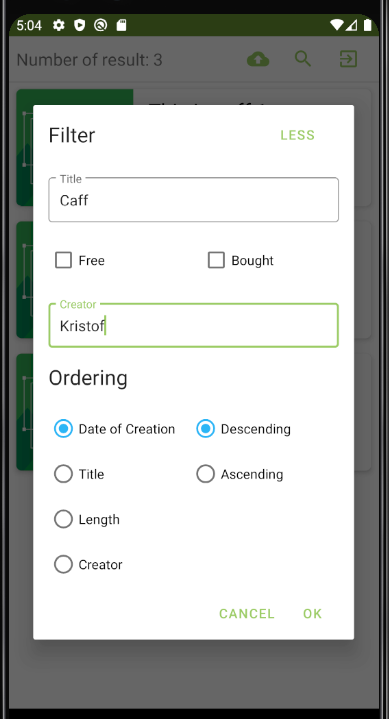 5:04
Number of result: 3
Filter
LESS
Title
Caff
Free
Bought
Creator
Kristof
Ordering
Date of Creation
Descending
Title
Ascending
Length
Creator
CANCEL
OK